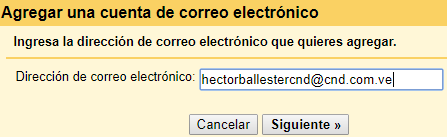 Agregar una cuenta de correo electrónico
Ingresa la dirección de correo electrónico que quieres agregar.
Dirección de correo electrónico: hectorballestercnd@cnd.com.ve
Cancelar Siguiente »